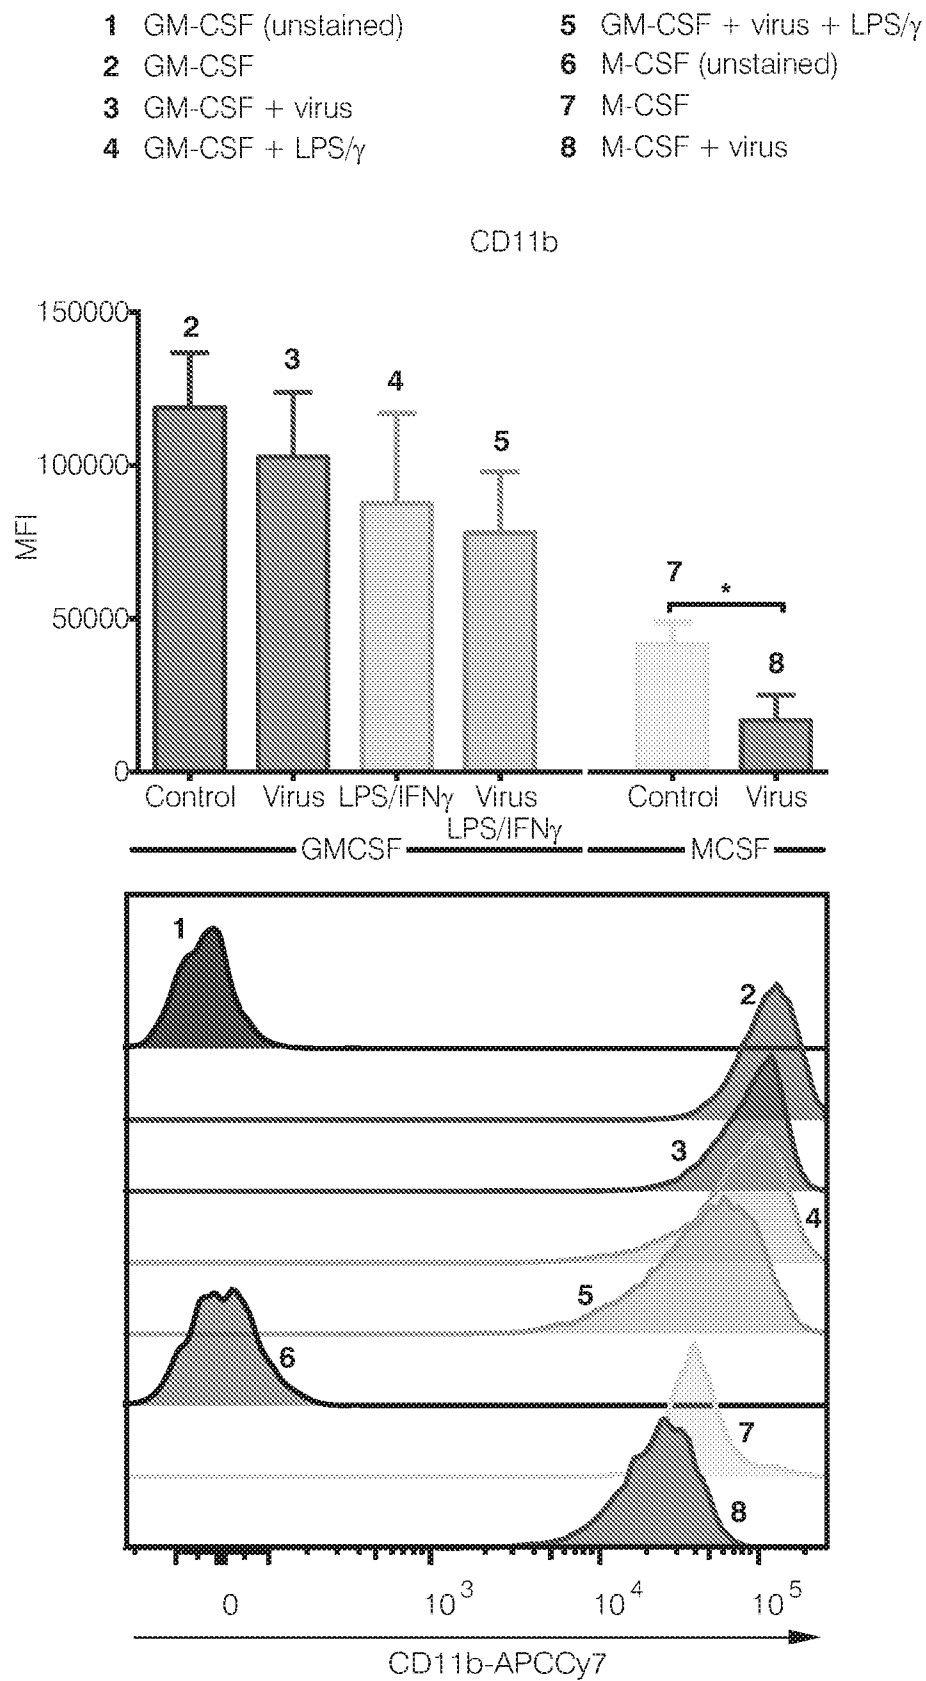 1 GM-CSF (unstained)
2 GM-CSF
3 GM-CSF + virus
4 GM-CSF + LPS/γ
5 GM-CSF + virus + LPS/γ
6 M-CSF (unstained)
7 M-CSF
8 M-CSF + virus
CD11b
MFI
150000
100000
50000
0
2
3
4
5
7
*
8
Control Virus LPS/IFNγ Virus Control Virus
LPS/IFNγ
GMCSF MCSF
1
2
3
4
5
6
7
8
0 10³ 10⁴ 10⁵
CD11b-APCCy7